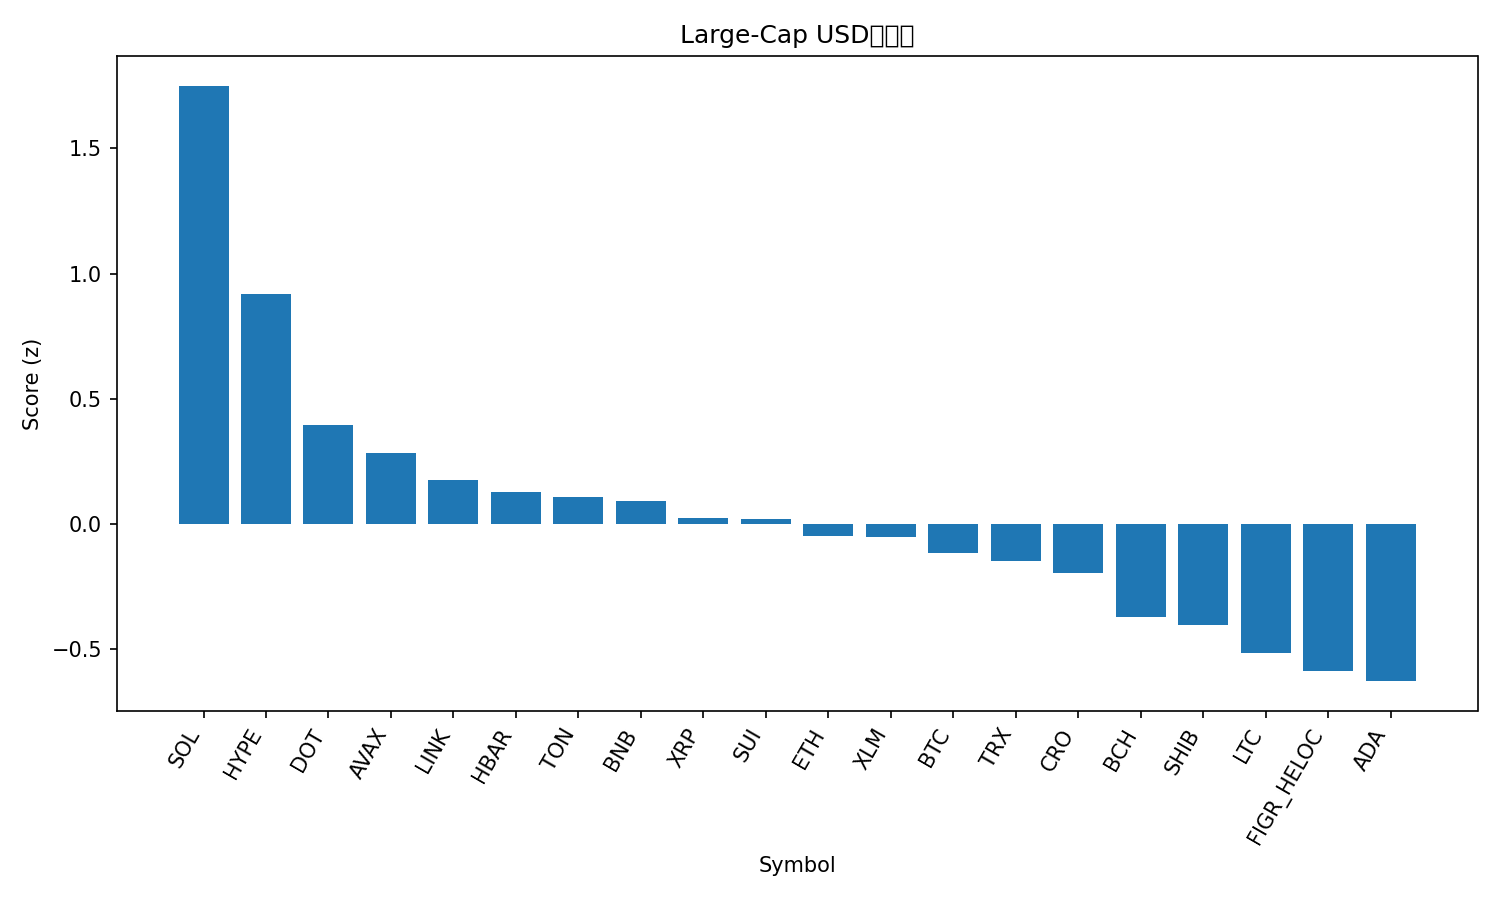 Large-Cap USD
Score (z)
1.5
1.0
0.5
0.0
−0.5
SOL
HYPE
DOT
AVAX
LINK
HBAR
TON
BNB
XRP
SUI
ETH
XLM
BTC
TRX
CRO
BCH
SHIB
LTC
FIGR_HELOC
ADA
Symbol